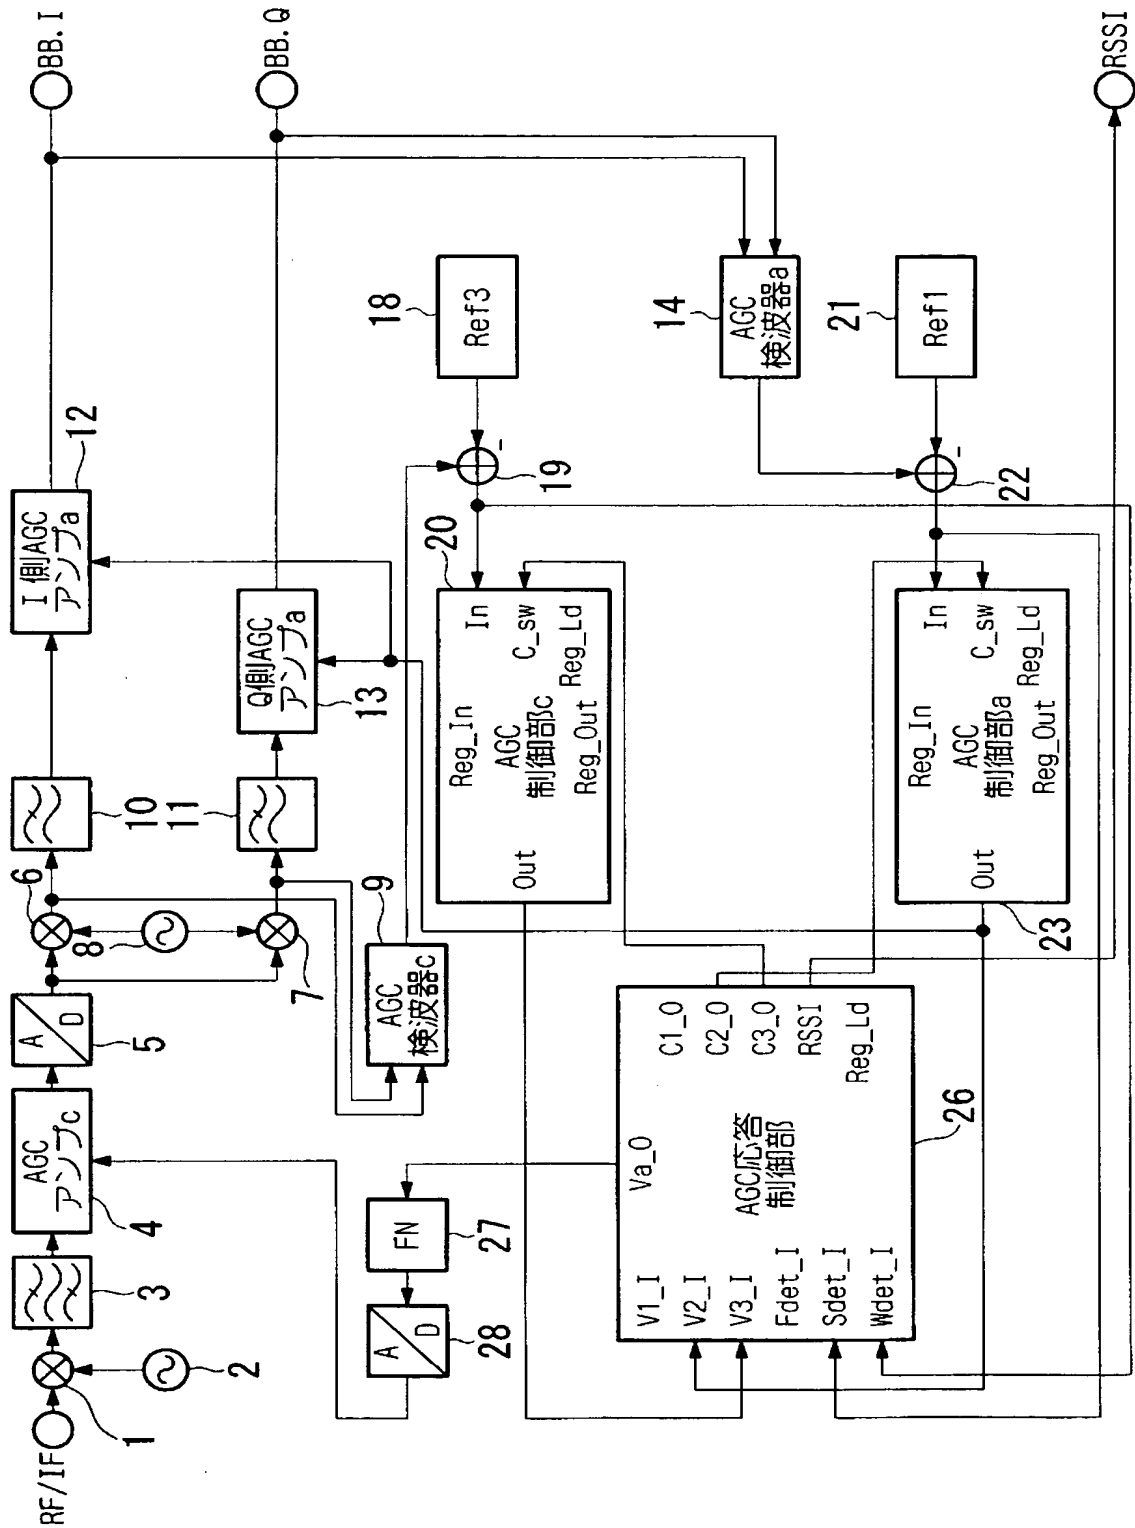 RF/IF
1
2
3
AGC
アンプc
4
A
D
5
6
7
8
AGC
検波器c
9
10
11
I側AGC
アンプa
12
Q側AGC
アンプa
13
BB.I
BB.Q
AGC
検波器a
14
Ref3
18
19
20
In
C_sw
Reg_Ld
Reg_In
AGC
制御部c
Reg_Out
Out
Ref1
21
22
In
C_sw
Reg_Ld
Reg_In
AGC
制御部a
Reg_Out
Out
23
RSSI
V1_I
V2_I
V3_I
Fdet_I
Sdet_I
Wdet_I
Va_O
AGC応答
制御部
C1_O
C2_O
C3_O
RSSI
Reg_Ld
26
FN
27
A
D
28
-
-